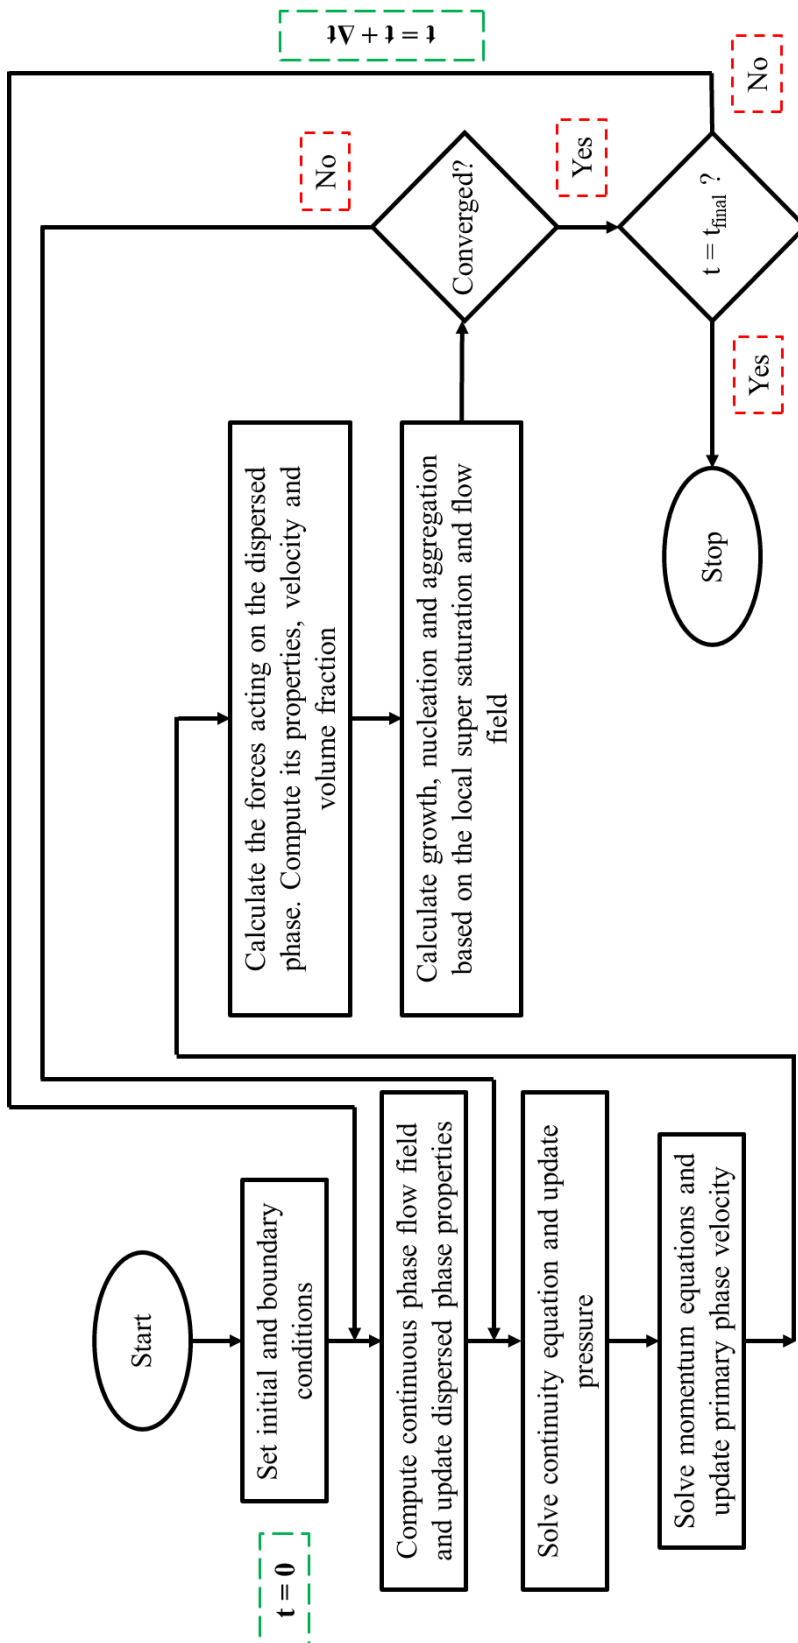 Start
t = 0
Set initial and boundary
conditions
Compute continuous phase flow field
and update dispersed phase properties
Solve continuity equation and update
pressure
Solve momentum equations and
update primary phase velocity
Calculate the forces acting on the dispersed
phase. Compute its properties, velocity and
volume fraction
Calculate growth, nucleation and aggregation
based on the local super saturation and flow
field
Converged?
No
Yes
t = t_final ?
No
t = t + Δt
Yes
Stop